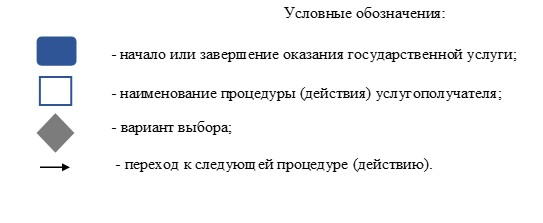 Условные обозначения:
- начало или завершение оказания государственной услуги;
- наименование процедуры (действия) услугополучателя;
- вариант выбора;
- переход к следующей процедуре (действию).